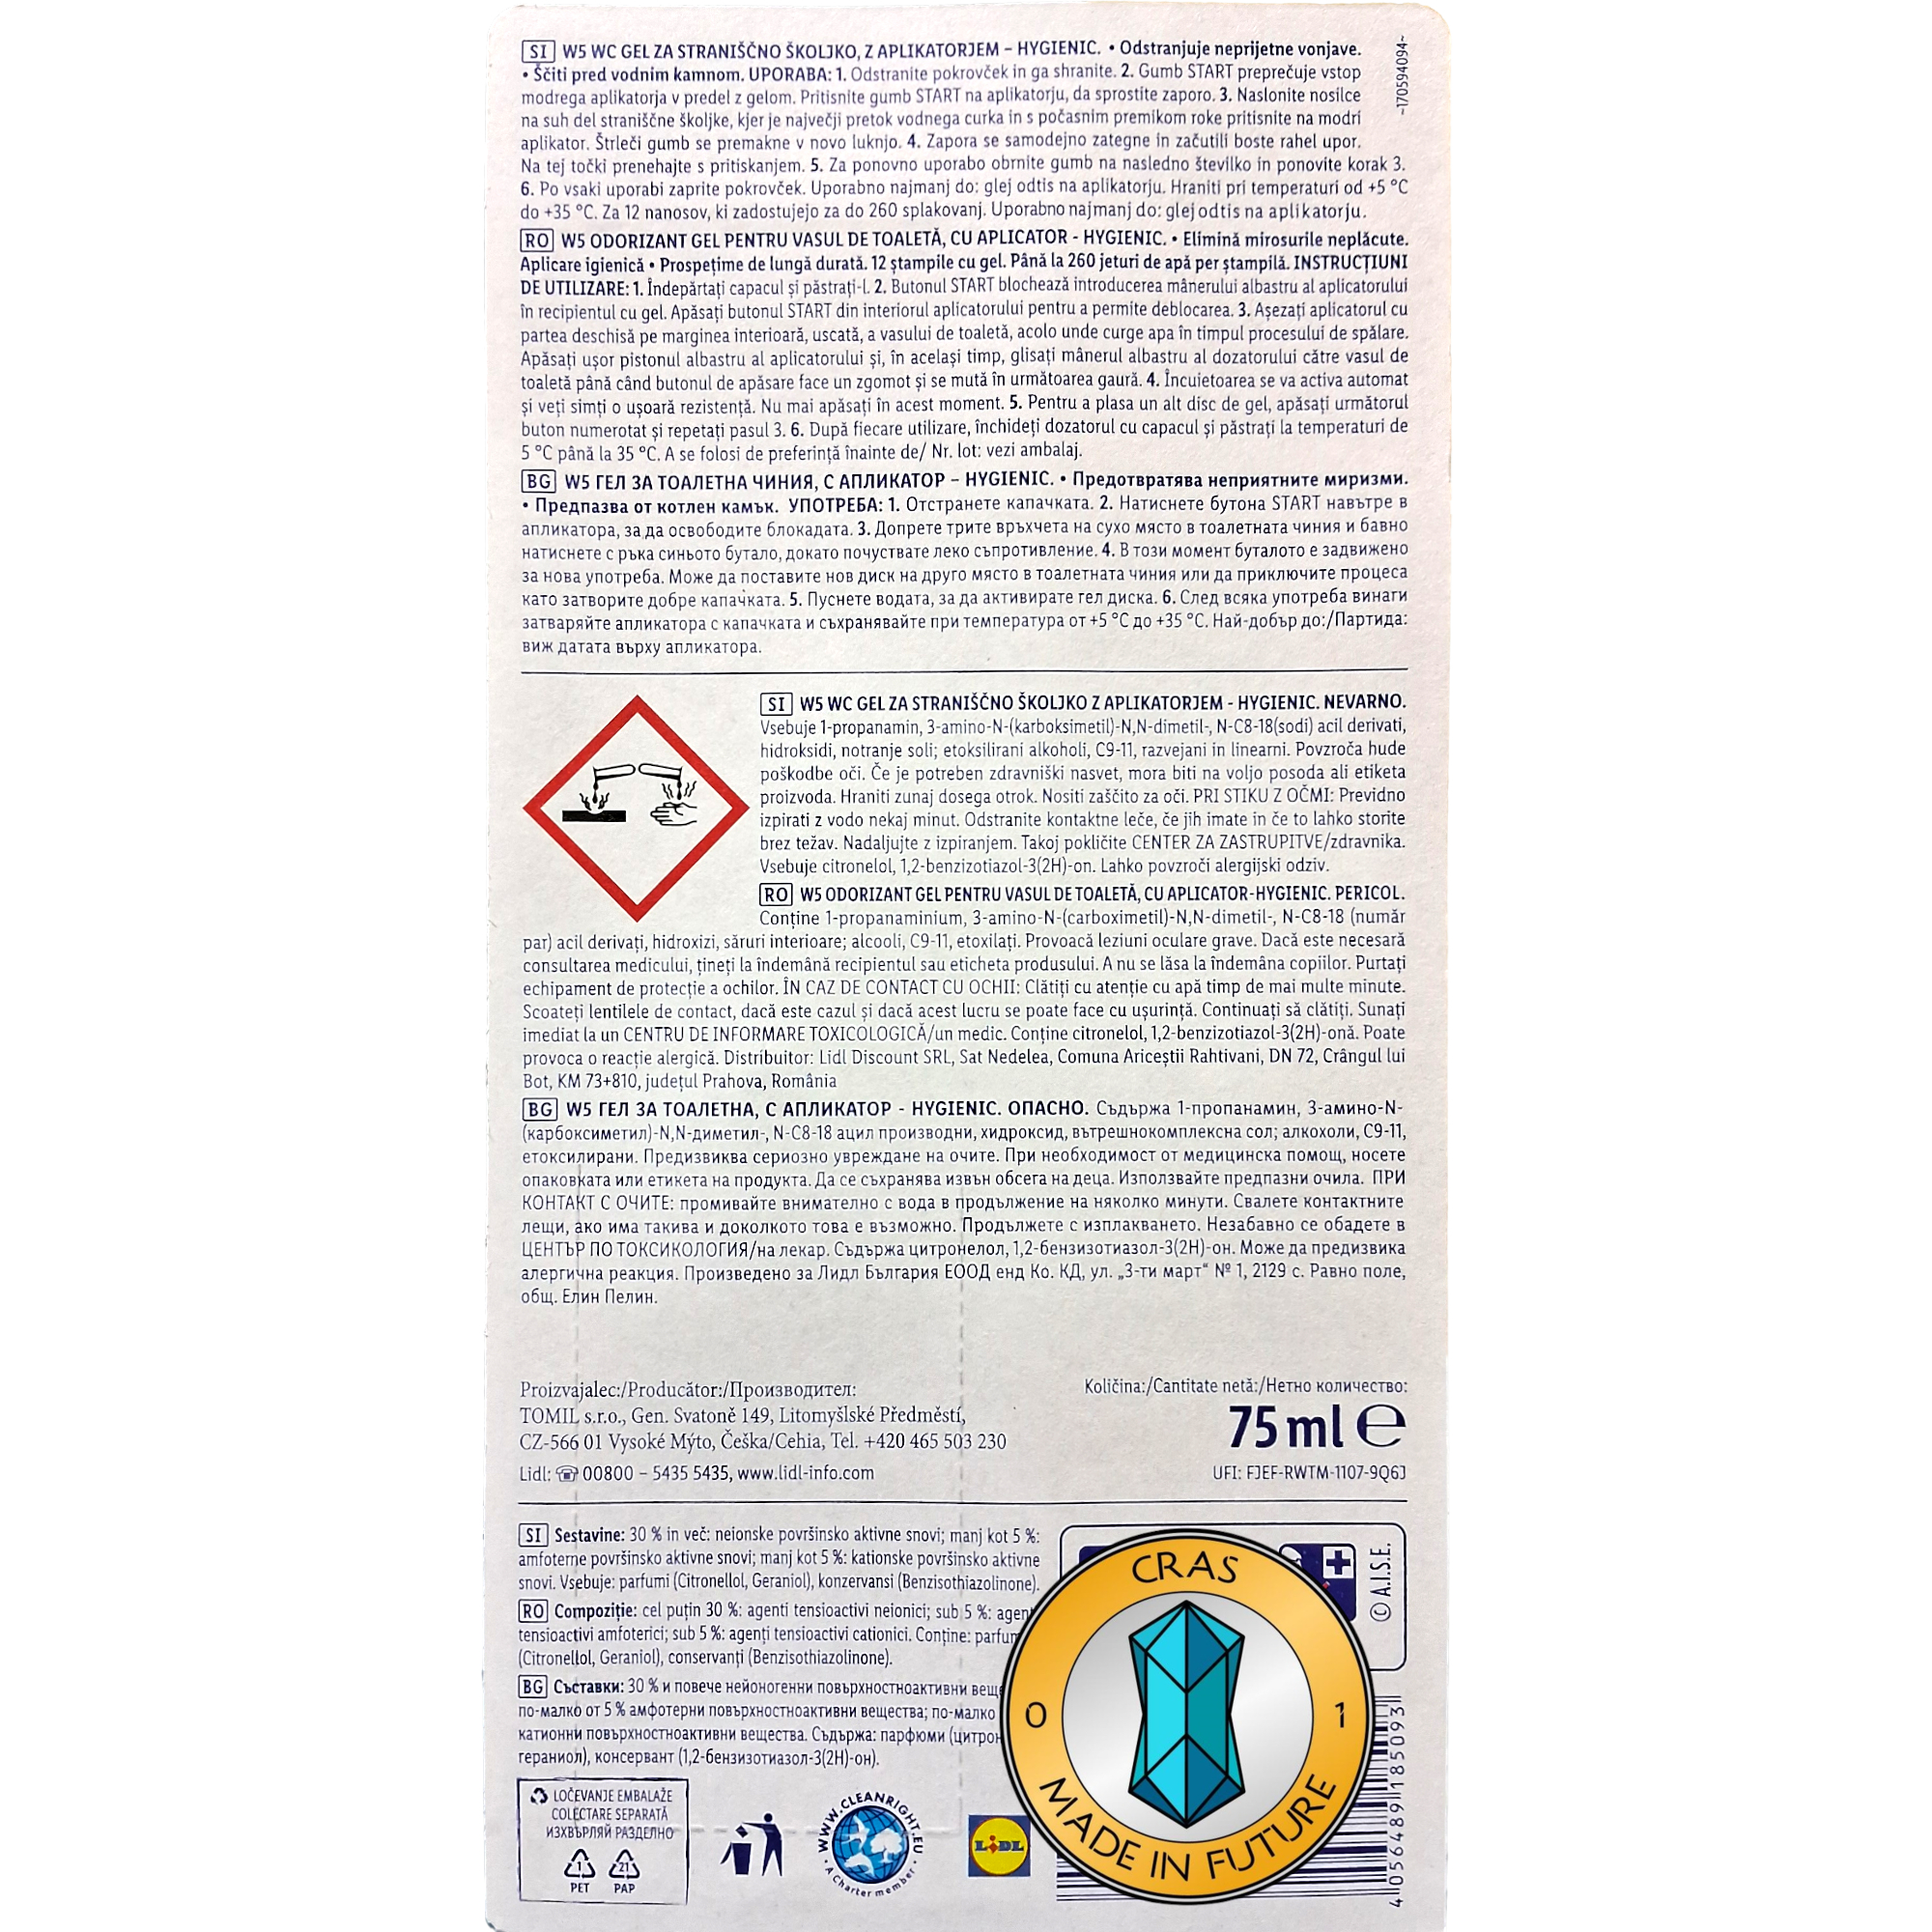 SI W5 WC GEL ZA STRANIŠČNO ŠKOLJKO, Z APLIKATORJEM – HYGIENIC. • Odstranjuje neprijetne vonjave.
• Ščiti pred vodnim kamnom. UPORABA: 1. Odstranite pokrovček in ga shranite. 2. Gumb START preprečuje vstop
modrega aplikatorja v predel z gelom. Pritisnite gumb START na aplikatorju, da sprostite zaporo. 3. Naslonite nosilce
na suh del straniščne školjke, kjer je največji pretok vodnega curka in s počasnim premikom roke pritisnite na modri
aplikator. Štrleči gumb se premakne v novo luknjo. 4. Zapora se samodejno zategne in začutili boste rahel upor.
Na tej točki prenehajte s pritiskanjem. 5. Za ponovno uporabo obrnite gumb na nasledno številko in ponovite korak 3.
6. Po vsaki uporabi zaprite pokrovček. Uporabno najmanj do: glej odtis na aplikatorju. Hraniti pri temperaturi od +5 °C
do +35 °C. Za 12 nanosov, ki zadostujejo za do 260 splakovanj. Uporabno najmanj do: glej odtis na aplikatorju.
~170594094~
RO W5 ODORIZANT GEL PENTRU VASUL DE TOALETĂ, CU APLICATOR - HYGIENIC. • Elimină mirosurile neplăcute.
Aplicare igienică • Prospețime de lungă durată. 12 ștampile cu gel. Până la 260 jeturi de apă per ștampilă. INSTRUCȚIUNI
DE UTILIZARE: 1. Îndepărtați capacul și păstrați-l. 2. Butonul START blochează introducerea mânerului albastru al aplicatorului
în recipientul cu gel. Apăsați butonul START din interiorul aplicatorului pentru a permite deblocarea. 3. Așezați aplicatorul cu
partea deschisă pe marginea interioară, uscată, a vasului de toaletă, acolo unde curge apa în timpul procesului de spălare.
Apăsați ușor pistonul albastru al aplicatorului și, în același timp, glisați mânerul albastru al dozatorului către vasul de
toaletă până când butonul de apăsare face un zgomot și se mută în următoarea gaură. 4. Încuietoarea se va activa automat
și veți simți o ușoară rezistență. Nu mai apăsați în acest moment. 5. Pentru a plasa un alt disc de gel, apăsați următorul
buton numerotat și repetați pasul 3. 6. După fiecare utilizare, închideți dozatorul cu capacul și păstrați la temperaturi de
5 °C până la 35 °C. A se folosi de preferință înainte de/ Nr. lot: vezi ambalaj.
BG W5 ГЕЛ ЗА ТОАЛЕТНА ЧИНИЯ, С АПЛИКАТОР – HYGIENIC. • Предотвратява неприятните миризми.
• Предпазва от котлен камък. УПОТРЕБА: 1. Отстранете капачката. 2. Натиснете бутона START навътре в
апликатора, за да освободите блокадата. 3. Допрете трите връхчета на сухо място в тоалетната чиния и бавно
натиснете с ръка синьото бутало, докато почуствате леко съпротивление. 4. В този момент буталото е задвижено
за нова употреба. Може да поставите нов диск на друго място в тоалетната чиния или да приключите процеса
като затворите добре капачката. 5. Пуснете водата, за да активирате гел диска. 6. След всяка употреба винаги
затваряйте апликатора с капачката и съхранявайте при температура от +5 °C до +35 °C. Най-добър до:/Партида:
виж датата върху апликатора.
SI W5 WC GEL ZA STRANIŠČNO ŠKOLJKO Z APLIKATORJEM - HYGIENIC. NEVARNO.
Vsebuje 1-propanamin, 3-amino-N-(karboksimetil)-N,N-dimetil-, N-C8-18(sodi) acil derivati,
hidroksidi, notranje soli; etoksilirani alkoholi, C9-11, razvejani in linearni. Povzroča hude
poškodbe oči. Če je potreben zdravniški nasvet, mora biti na voljo posoda ali etiketa
proizvoda. Hraniti zunaj dosega otrok. Nositi zaščito za oči. PRI STIKU Z OČMI: Previdno
izpirati z vodo nekaj minut. Odstranite kontaktne leče, če jih imate in če to lahko storite
brez težav. Nadaljujte z izpiranjem. Takoj pokličite CENTER ZA ZASTRUPITVE/zdravnika.
Vsebuje citronelol, 1,2-benzizotiazol-3(2H)-on. Lahko povzroči alergijski odziv.
RO W5 ODORIZANT GEL PENTRU VASUL DE TOALETĂ, CU APLICATOR-HYGIENIC. PERICOL.
Conține 1-propanaminium, 3-amino-N-(carboximetil)-N,N-dimetil-, N-C8-18 (număr
par) acil derivați, hidroxizi, săruri interioare; alcooli, C9-11, etoxilați. Provoacă leziuni oculare grave. Dacă este necesară
consultarea medicului, țineți la îndemână recipientul sau eticheta produsului. A nu se lăsa la îndemâna copiilor. Purtați
echipament de protecție a ochilor. ÎN CAZ DE CONTACT CU OCHII: Clătiți cu atenție cu apă timp de mai multe minute.
Scoateți lentilele de contact, dacă este cazul și dacă acest lucru se poate face cu ușurință. Continuați să clătiți. Sunați
imediat la un CENTRU DE INFORMARE TOXICOLOGICĂ/un medic. Conține citronelol, 1,2-benzizotiazol-3(2H)-onă. Poate
provoca o reacție alergică. Distribuitor: Lidl Discount SRL, Sat Nedelea, Comuna Ariceștii Rahtivani, DN 72, Crângul lui
Bot, KM 73+810, județul Prahova, România
BG W5 ГЕЛ ЗА ТОАЛЕТНА, С АПЛИКАТОР - HYGIENIC. ОПАСНО. Съдържа 1-пропанамин, 3-амино-N-
(карбоксиметил)-N,N-диметил-, N-C8-18 ацил производни, хидроксид, вътрешнокомплексна сол; алкохоли, C9-11,
етоксилирани. Предизвиква сериозно увреждане на очите. При необходимост от медицинска помощ, носете
опаковката или етикета на продукта. Да се съхранява извън обсега на деца. Използвайте предпазни очила. ПРИ
КОНТАКТ С ОЧИТЕ: промивайте внимателно с вода в продължение на няколко минути. Свалете контактните
лещи, ако има такива и доколкото това е възможно. Продължете с изплакването. Незабавно се обадете в
ЦЕНТЪР ПО ТОКСИКОЛОГИЯ/на лекар. Съдържа цитронелол, 1,2-бензизотиазол-3(2H)-он. Може да предизвика
алергична реакция. Произведено за Лидл България ЕООД енд Ко. КД, ул. „3-ти март“ № 1, 2129 с. Равно поле,
общ. Елин Пелин.
Proizvajalec:/Producător:/Производител:
TOMIL s.r.o., Gen. Svatoně 149, Litomyšlské Předměstí,
CZ-566 01 Vysoké Mýto, Češka/Cehia, Tel. +420 465 503 230
Lidl: ☏ 00800 – 5435 5435, www.lidl-info.com
Količina:/Cantitate netă:/Нетно количество:
75 ml e
UFI: FJEF-RWTM-1107-9Q6J
SI Sestavine: 30 % in več: neionske površinsko aktivne snovi; manj kot 5 %:
amfoterne površinsko aktivne snovi; manj kot 5 %: kationske površinsko aktivne
snovi. Vsebuje: parfumi (Citronellol, Geraniol), konzervansi (Benzisothiazolinone).
RO Compoziție: cel puțin 30 %: agenți tensioactivi neionici; sub 5 %: agenț
tensioactivi amfoterici; sub 5 %: agenți tensioactivi cationici. Conține: parfum
(Citronellol, Geraniol), conservanți (Benzisothiazolinone).
BG Съставки: 30 % и повече нейоногенни повърхностноактивни веще
по-малко от 5 % амфотерни повърхностноактивни вещества; по-малко
катионни повърхностноактивни вещества. Съдържа: парфюми (цитрон
гераниол), консервант (1,2-бензизотиазол-3(2H)-он).
© A.I.S.E.
CRAS
0 1
MADE IN FUTURE
LOČEVANJE EMBALAŽE
COLECTARE SEPARATĂ
ИЗХВЪРЛЯЙ РАЗДЕЛНО
1 21
PET PAP
WWW.CLEANRIGHT.EU
• A Charter member •
LIDL
4056489185093